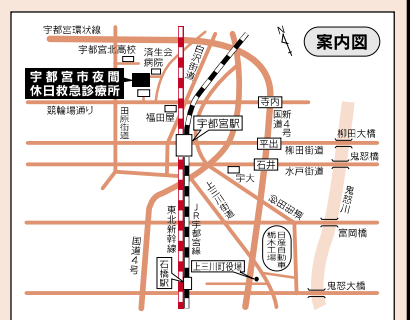 宇都宮環状線
案内図
N
宇都宮北高校
済生会
病院
白沢街道
宇都宮市夜間
休日救急診療所
競輪場通り
田原街道
福田屋
宇都宮駅
寺内
国道4号
平出
柳田街道
柳田大橋
鬼怒橋
石井
水戸街道
宇大
上三川街道
鬼怒川
東北新幹線
JR宇都宮線
国道4号
日産自動車
栃木工場
富岡橋
石橋駅
上三川町役場
鬼怒大橋